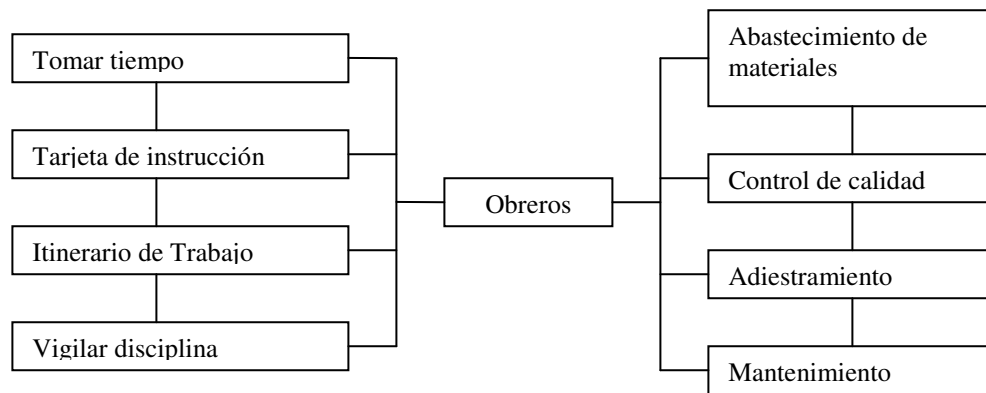 Tomar tiempo
Tarjeta de instrucción
Itinerario de Trabajo
Vigilar disciplina
Obreros
Abastecimiento de
materiales
Control de calidad
Adiestramiento
Mantenimiento